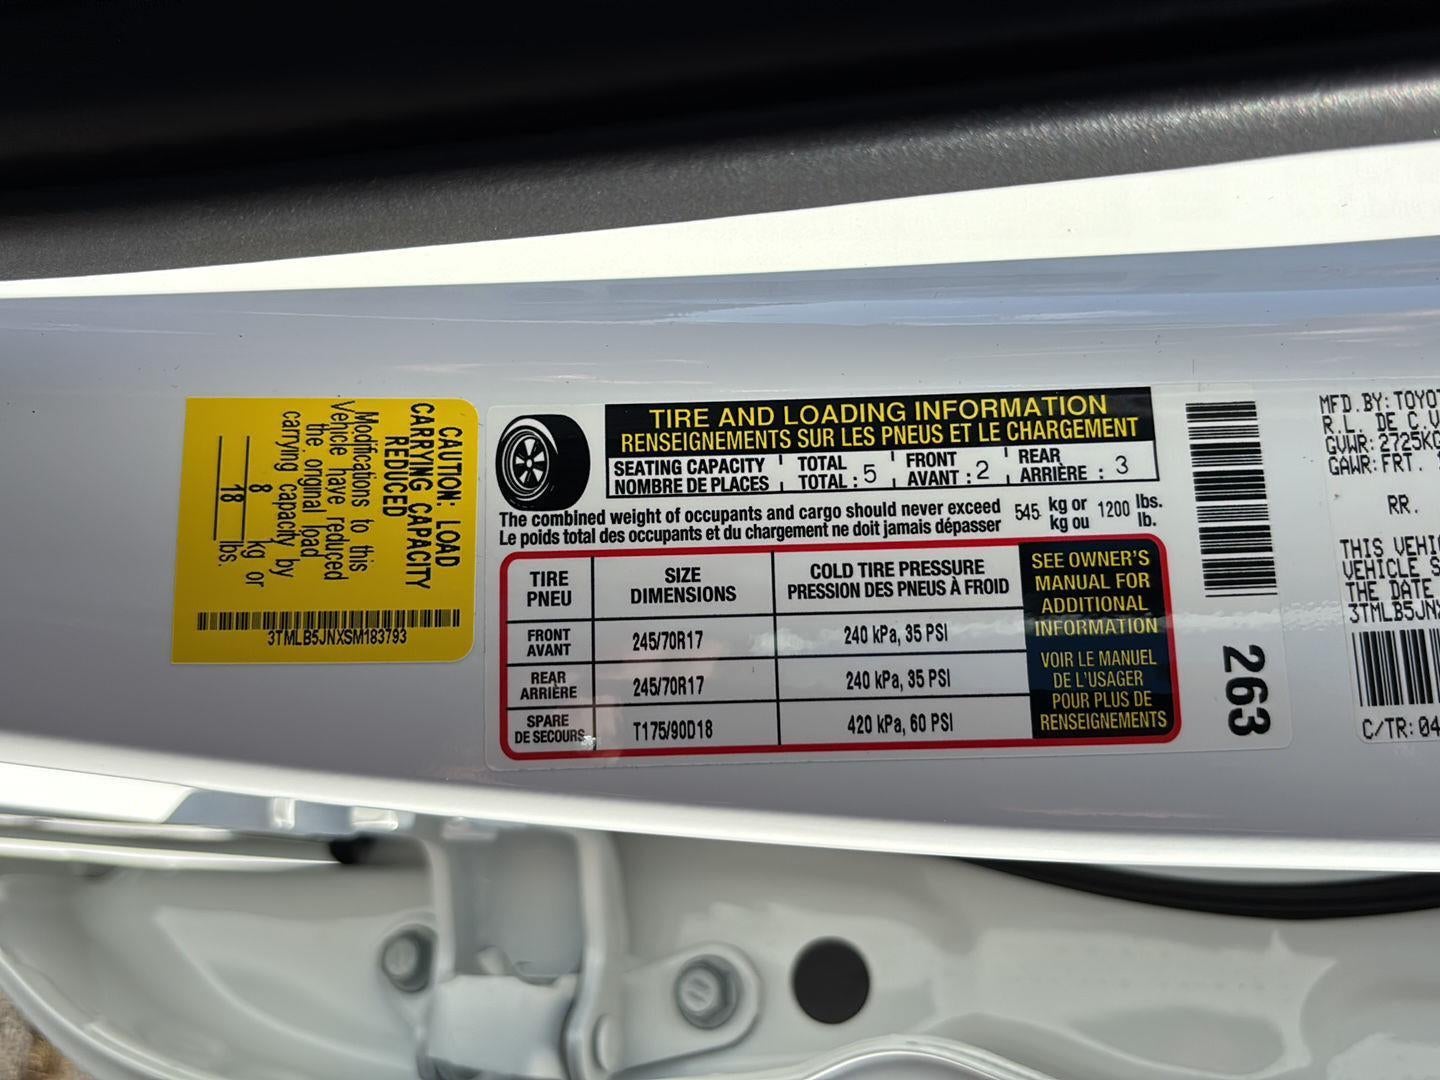 CAUTION: LOAD
CARRYING CAPACITY
REDUCED
Modifications to this
Vehicle have reduced
the original load
carrying capacity by
8 kg or
18 lbs.
3TMLB5JNXSM183793
TIRE AND LOADING INFORMATION
RENSEIGNEMENTS SUR LES PNEUS ET LE CHARGEMENT
SEATING CAPACITY
NOMBRE DE PLACES
TOTAL
TOTAL : 5
FRONT
AVANT : 2
REAR
ARRIÈRE : 3
The combined weight of occupants and cargo should never exceed 545 kg or 1200 lbs.
Le poids total des occupants et du chargement ne doit jamais dépasser kg ou lb.
TIRE
PNEU
SIZE
DIMENSIONS
COLD TIRE PRESSURE
PRESSION DES PNEUS À FROID
FRONT
AVANT
245/70R17
240 kPa, 35 PSI
REAR
ARRIÈRE
245/70R17
240 kPa, 35 PSI
SPARE
DE SECOURS
T175/90D18
420 kPa, 60 PSI
SEE OWNER'S
MANUAL FOR
ADDITIONAL
INFORMATION
VOIR LE MANUEL
DE L'USAGER
POUR PLUS DE
RENSEIGNEMENTS
263
MFD.BY:TOYOT
R.L. DE C.V
GVWR:2725KG
GAWR:FRT.
RR.
THIS VEHI
VEHICLE S
THE DATE
3TMLB5JNX
C/TR:04